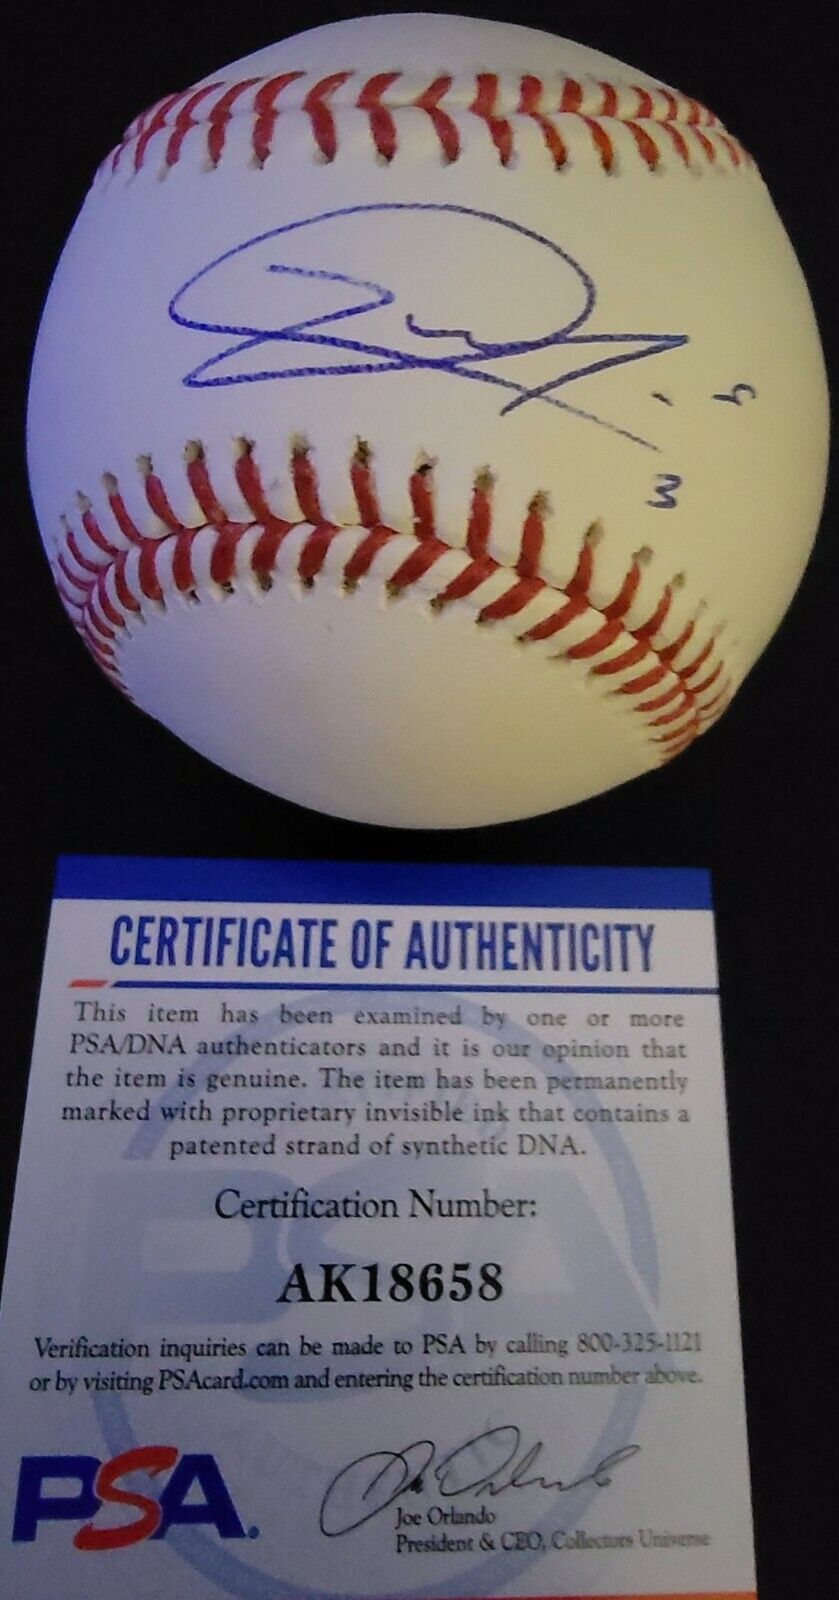 CERTIFICATE OF AUTHENTICITY
This item has been examined by one or more
PSA/DNA authenticators and it is our opinion that
the item is genuine. The item has been permanently
marked with proprietary invisible ink that contains a
patented strand of synthetic DNA.
Certification Number:
AK18658
Verification inquiries can be made to PSA by calling 800-325-1121
or by visiting PSAcard.com and entering the certification number above.
PSA.
Joe Orlando
President & CEO, Collectors Universe